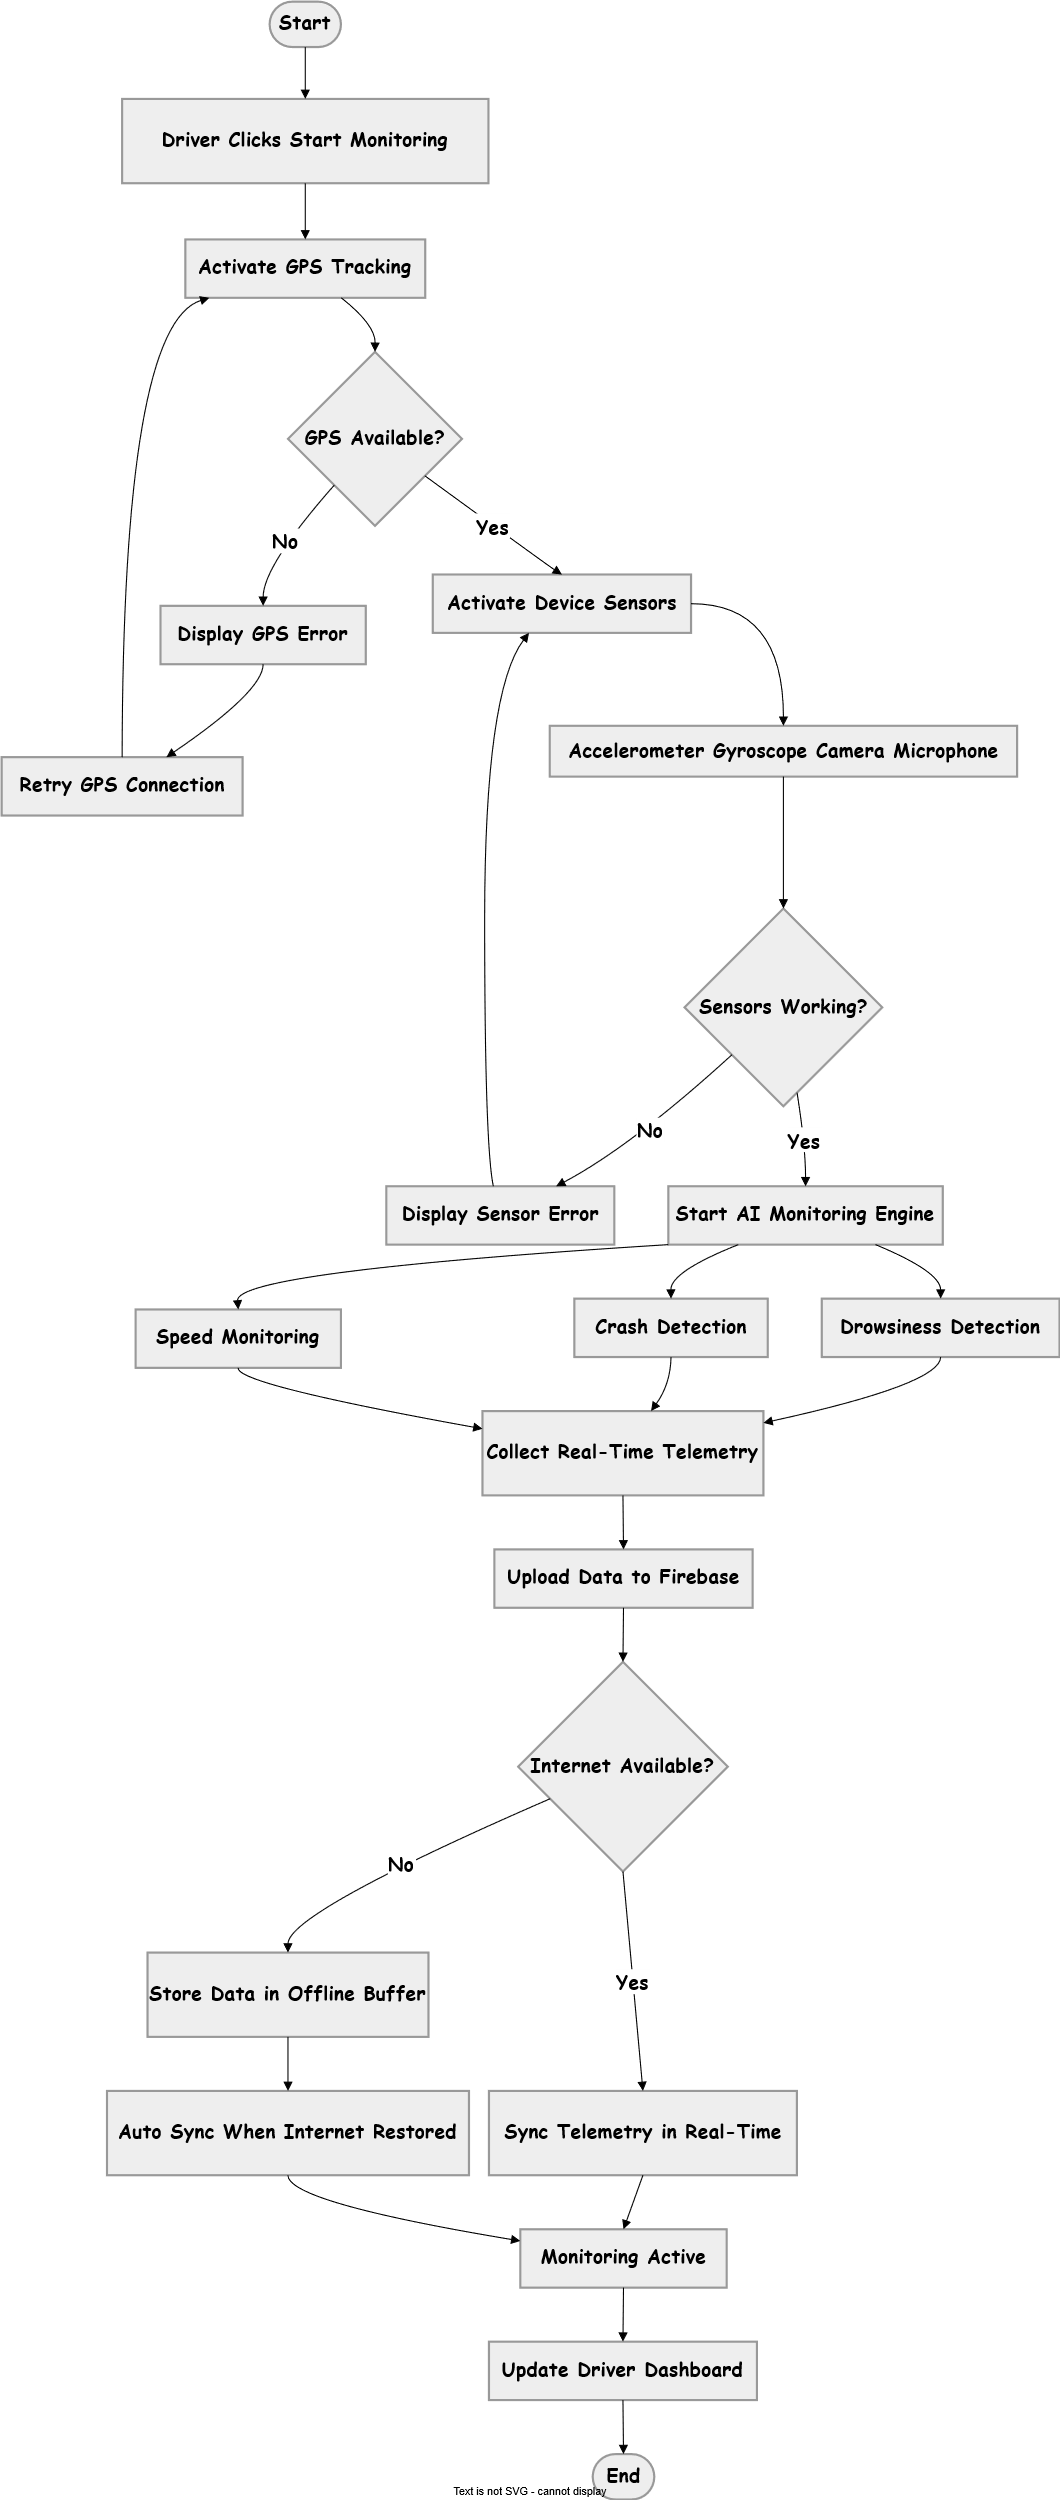 Start
Driver Clicks Start Monitoring
Activate GPS Tracking
GPS Available?
No
Yes
Activate Device Sensors
Display GPS Error
Accelerometer Gyroscope Camera Microphone
Retry GPS Connection
Sensors Working?
No
Yes
Display Sensor Error
Start AI Monitoring Engine
Speed Monitoring
Crash Detection
Drowsiness Detection
Collect Real-Time Telemetry
Upload Data to Firebase
Internet Available?
No
Yes
Store Data in Offline Buffer
Auto Sync When Internet Restored
Sync Telemetry in Real-Time
Monitoring Active
Update Driver Dashboard
End
Text is not SVG - cannot display